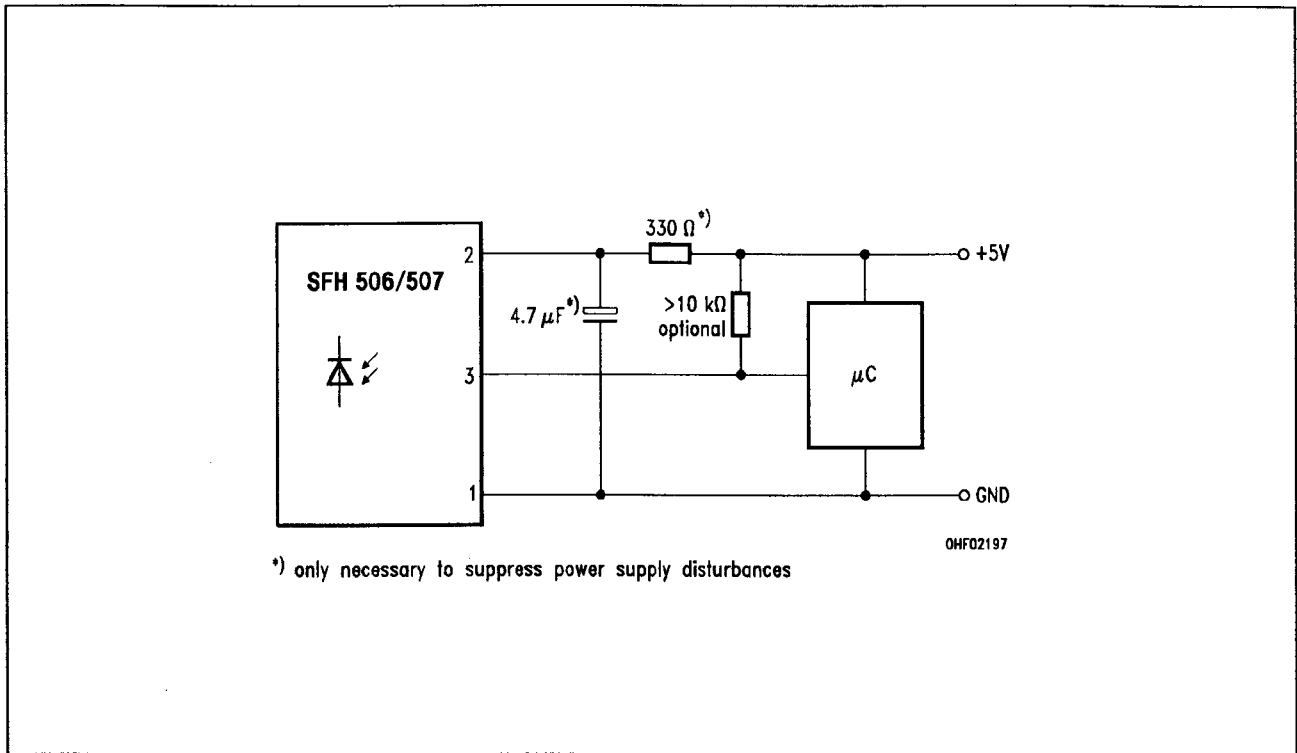 330 Ω*)
2
+5V
SFH 506/507
4.7 μF*)
>10 kΩ
optional
3
μC
1
GND
OHF02197
*) only necessary to suppress power supply disturbances